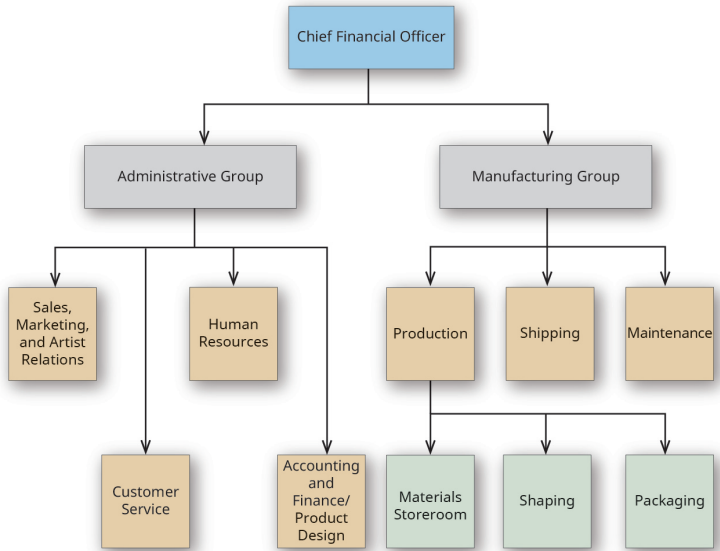 Chief Financial Officer
Administrative Group
Manufacturing Group
Sales,
Marketing,
and Artist
Relations
Human
Resources
Production
Shipping
Maintenance
Customer
Service
Accounting
and
Finance/
Product
Design
Materials
Storeroom
Shaping
Packaging